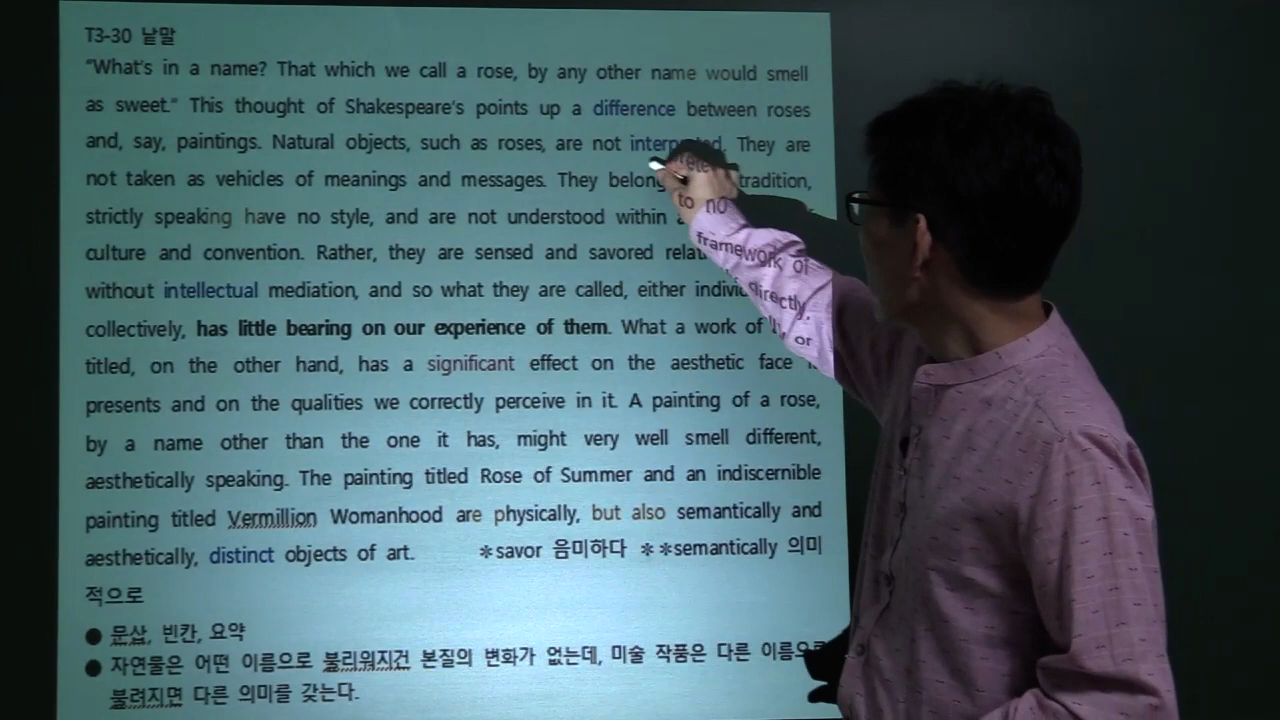 T3-30 낱말
"What's in a name? That which we call a rose, by any other name would smell
as sweet." This thought of Shakespeare's points up a difference between roses
and, say, paintings. Natural objects, such as roses, are not interpreted. They are
not taken as vehicles of meanings and messages. They belong to no tradition,
strictly speaking have no style, and are not understood within a framework of
culture and convention. Rather, they are sensed and savored relatively directly,
without intellectual mediation, and so what they are called, either individually or
collectively, has little bearing on our experience of them. What a work of
titled, on the other hand, has a significant effect on the aesthetic face it
presents and on the qualities we correctly perceive in it. A painting of a rose,
by a name other than the one it has, might very well smell different,
aesthetically speaking. The painting titled Rose of Summer and an indiscernible
painting titled Vermillion Womanhood are physically, but also semantically and
aesthetically, distinct objects of art. *savor 음미하다 **semantically 의미
적으로
● 문삽, 빈칸, 요약
● 자연물은 어떤 이름으로 불리워지건 본질의 변화가 없는데, 미술 작품은 다른 이름으로
불려지면 다른 의미를 갖는다.